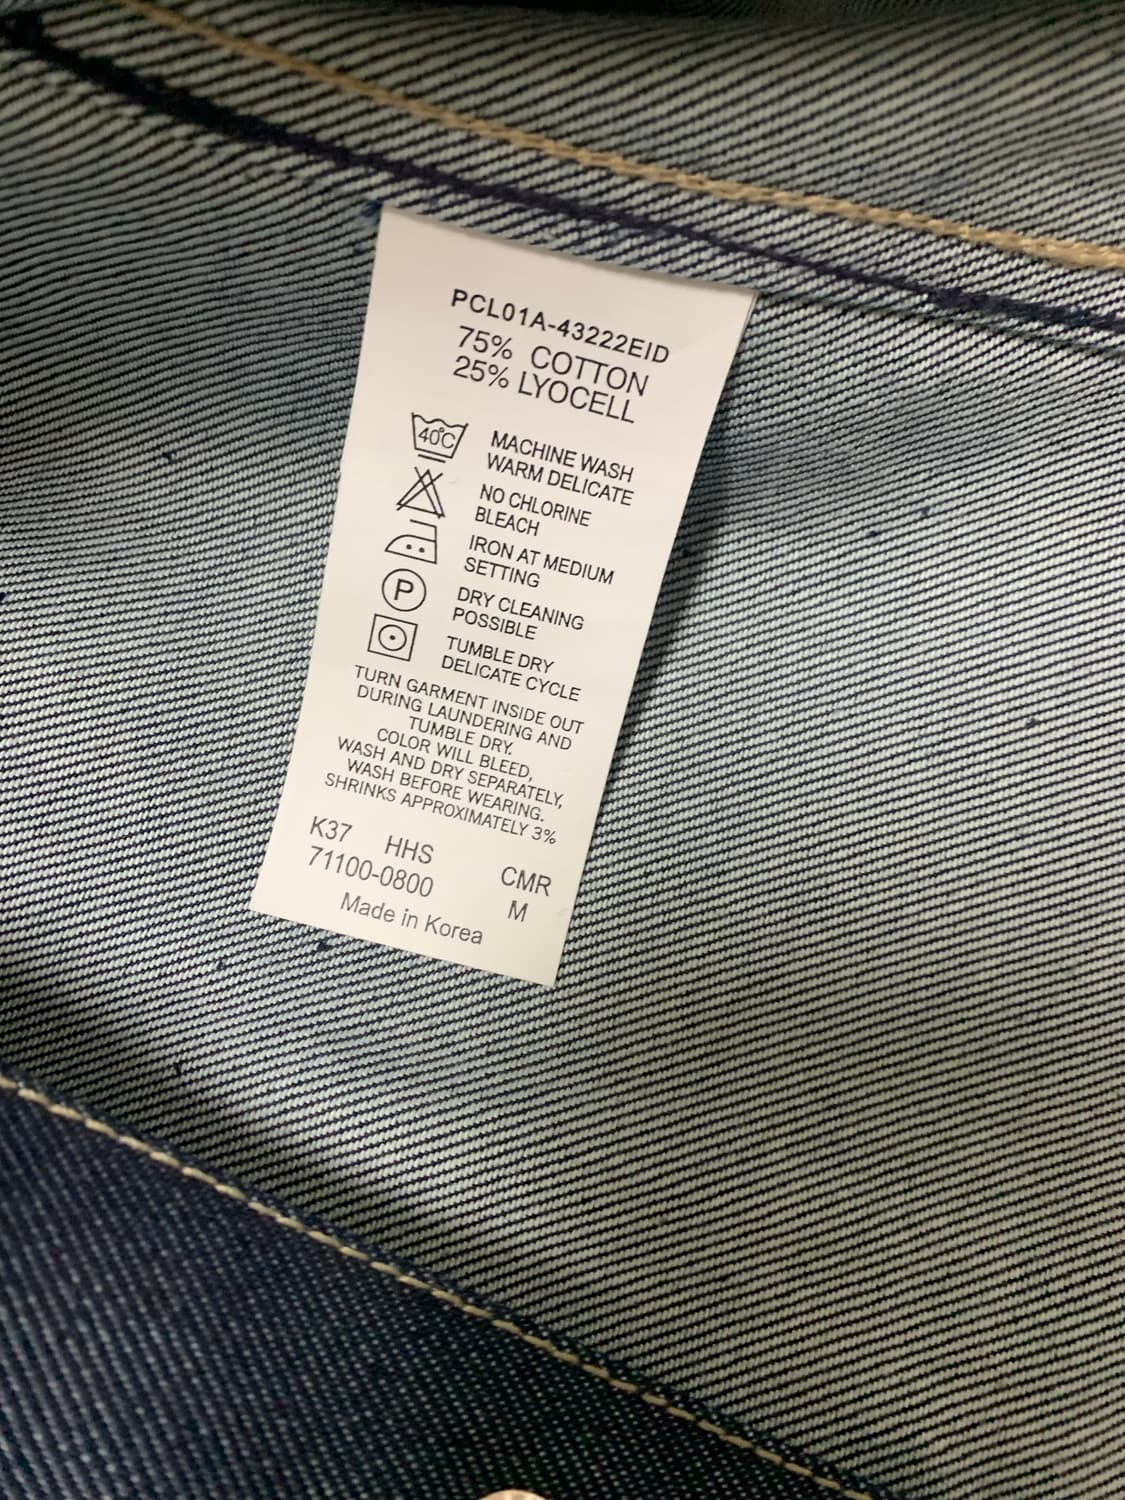 PCL01A-43222EID
75% COTTON
25% LYOCELL
40°C MACHINE WASH
WARM DELICATE
NO CHLORINE
BLEACH
IRON AT MEDIUM
SETTING
P DRY CLEANING
POSSIBLE
TUMBLE DRY
DELICATE CYCLE
TURN GARMENT INSIDE OUT
DURING LAUNDERING AND
TUMBLE DRY.
COLOR WILL BLEED,
WASH AND DRY SEPARATELY,
WASH BEFORE WEARING.
SHRINKS APPROXIMATELY 3%
K37 HHS CMR
71100-0800 M
Made in Korea